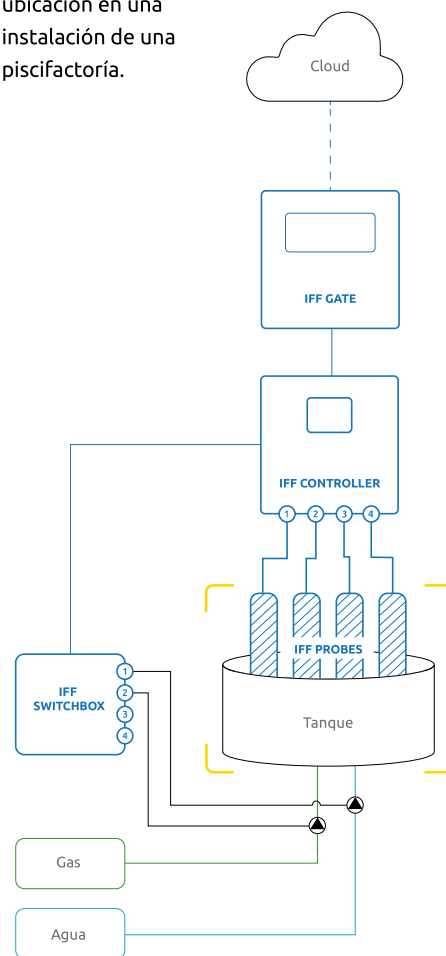 ubicación en una
instalación de una
piscifactoría.
Cloud
IFF GATE
IFF CONTROLLER
1 2 3 4
IFF PROBES
IFF
SWITCHBOX
1
2
3
4
Tanque
Gas
Agua